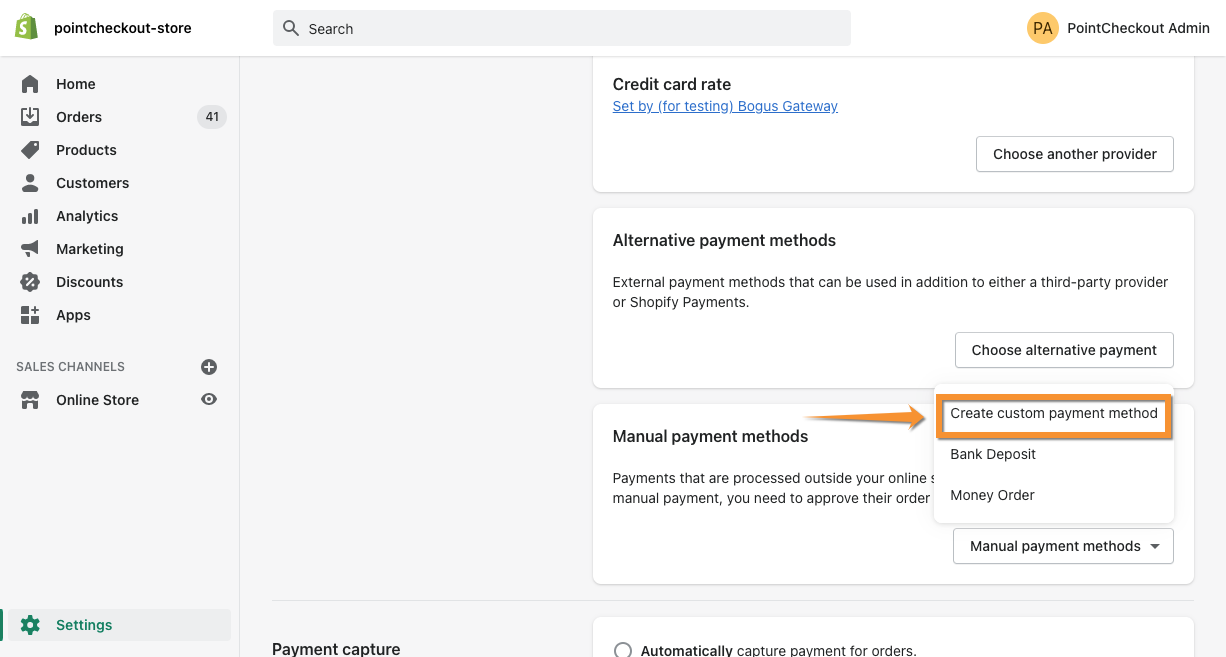 pointcheckout-store
Search
PA
PointCheckout Admin
Home
Orders
41
Products
Customers
Analytics
Marketing
Discounts
Apps
SALES CHANNELS
Online Store
Settings
Credit card rate
Set by (for testing) Bogus Gateway
Choose another provider
Alternative payment methods
External payment methods that can be used in addition to either a third-party provider
or Shopify Payments.
Choose alternative payment
Manual payment methods
Payments that are processed outside your online
manual payment, you need to approve their order
Create custom payment method
Bank Deposit
Money Order
Manual payment methods
Payment capture
Automatically capture payment for orders.